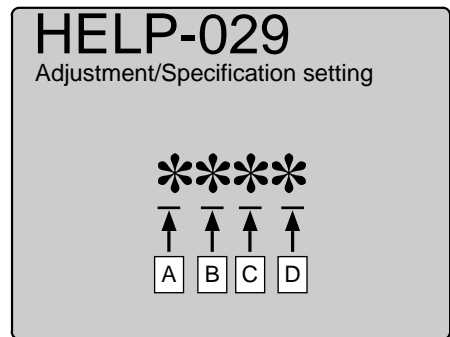 HELP-029
Adjustment/Specification setting
****
A B C D